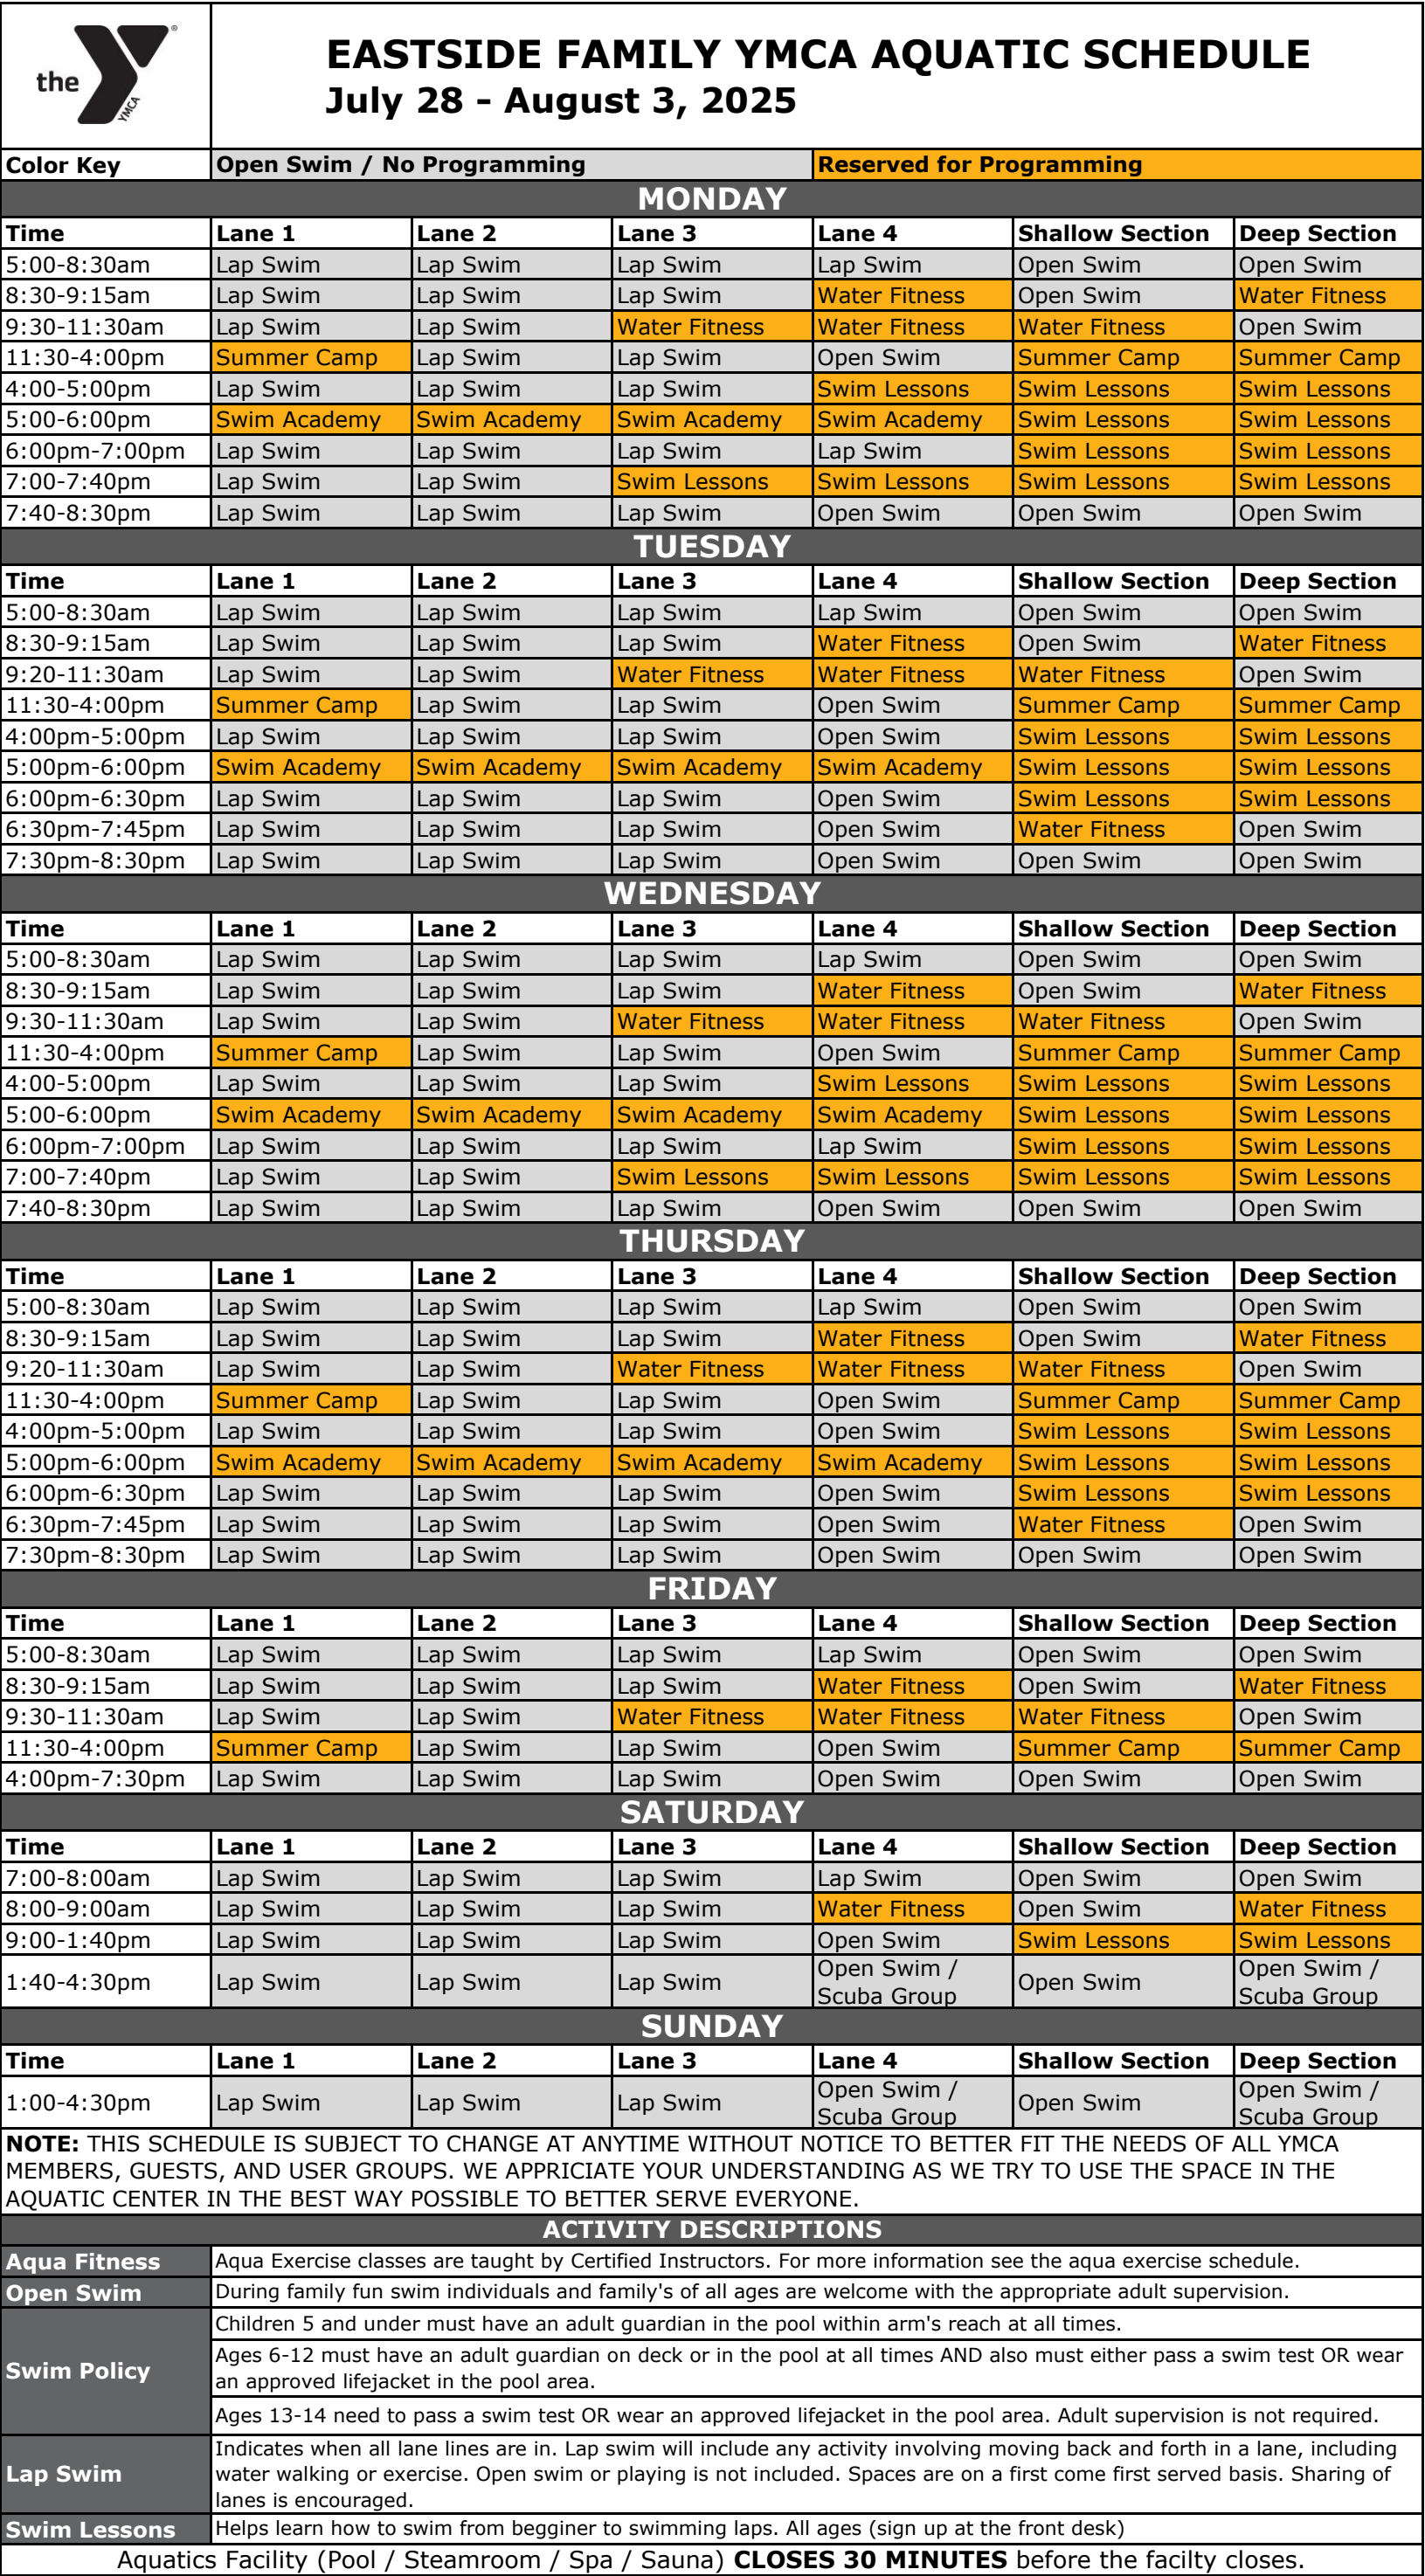 the YMCA ®
EASTSIDE FAMILY YMCA AQUATIC SCHEDULE
July 28 - August 3, 2025
Color Key Open Swim / No Programming Reserved for Programming
MONDAY
Time Lane 1 Lane 2 Lane 3 Lane 4 Shallow Section Deep Section
5:00-8:30am Lap Swim Lap Swim Lap Swim Lap Swim Open Swim Open Swim
8:30-9:15am Lap Swim Lap Swim Lap Swim Water Fitness Open Swim Water Fitness
9:30-11:30am Lap Swim Lap Swim Water Fitness Water Fitness Water Fitness Open Swim
11:30-4:00pm Summer Camp Lap Swim Lap Swim Open Swim Summer Camp Summer Camp
4:00-5:00pm Lap Swim Lap Swim Lap Swim Swim Lessons Swim Lessons Swim Lessons
5:00-6:00pm Swim Academy Swim Academy Swim Academy Swim Academy Swim Lessons Swim Lessons
6:00pm-7:00pm Lap Swim Lap Swim Lap Swim Lap Swim Swim Lessons Swim Lessons
7:00-7:40pm Lap Swim Lap Swim Swim Lessons Swim Lessons Swim Lessons Swim Lessons
7:40-8:30pm Lap Swim Lap Swim Lap Swim Open Swim Open Swim Open Swim
TUESDAY
Time Lane 1 Lane 2 Lane 3 Lane 4 Shallow Section Deep Section
5:00-8:30am Lap Swim Lap Swim Lap Swim Lap Swim Open Swim Open Swim
8:30-9:15am Lap Swim Lap Swim Lap Swim Water Fitness Open Swim Water Fitness
9:20-11:30am Lap Swim Lap Swim Water Fitness Water Fitness Water Fitness Open Swim
11:30-4:00pm Summer Camp Lap Swim Lap Swim Open Swim Summer Camp Summer Camp
4:00pm-5:00pm Lap Swim Lap Swim Lap Swim Open Swim Swim Lessons Swim Lessons
5:00pm-6:00pm Swim Academy Swim Academy Swim Academy Swim Academy Swim Lessons Swim Lessons
6:00pm-6:30pm Lap Swim Lap Swim Lap Swim Open Swim Swim Lessons Swim Lessons
6:30pm-7:45pm Lap Swim Lap Swim Lap Swim Open Swim Water Fitness Open Swim
7:30pm-8:30pm Lap Swim Lap Swim Lap Swim Open Swim Open Swim Open Swim
WEDNESDAY
Time Lane 1 Lane 2 Lane 3 Lane 4 Shallow Section Deep Section
5:00-8:30am Lap Swim Lap Swim Lap Swim Lap Swim Open Swim Open Swim
8:30-9:15am Lap Swim Lap Swim Lap Swim Water Fitness Open Swim Water Fitness
9:30-11:30am Lap Swim Lap Swim Water Fitness Water Fitness Water Fitness Open Swim
11:30-4:00pm Summer Camp Lap Swim Lap Swim Open Swim Summer Camp Summer Camp
4:00-5:00pm Lap Swim Lap Swim Lap Swim Swim Lessons Swim Lessons Swim Lessons
5:00-6:00pm Swim Academy Swim Academy Swim Academy Swim Academy Swim Lessons Swim Lessons
6:00pm-7:00pm Lap Swim Lap Swim Lap Swim Lap Swim Swim Lessons Swim Lessons
7:00-7:40pm Lap Swim Lap Swim Swim Lessons Swim Lessons Swim Lessons Swim Lessons
7:40-8:30pm Lap Swim Lap Swim Lap Swim Open Swim Open Swim Open Swim
THURSDAY
Time Lane 1 Lane 2 Lane 3 Lane 4 Shallow Section Deep Section
5:00-8:30am Lap Swim Lap Swim Lap Swim Lap Swim Open Swim Open Swim
8:30-9:15am Lap Swim Lap Swim Lap Swim Water Fitness Open Swim Water Fitness
9:20-11:30am Lap Swim Lap Swim Water Fitness Water Fitness Water Fitness Open Swim
11:30-4:00pm Summer Camp Lap Swim Lap Swim Open Swim Summer Camp Summer Camp
4:00pm-5:00pm Lap Swim Lap Swim Lap Swim Open Swim Swim Lessons Swim Lessons
5:00pm-6:00pm Swim Academy Swim Academy Swim Academy Swim Academy Swim Lessons Swim Lessons
6:00pm-6:30pm Lap Swim Lap Swim Lap Swim Open Swim Swim Lessons Swim Lessons
6:30pm-7:45pm Lap Swim Lap Swim Lap Swim Open Swim Water Fitness Open Swim
7:30pm-8:30pm Lap Swim Lap Swim Lap Swim Open Swim Open Swim Open Swim
FRIDAY
Time Lane 1 Lane 2 Lane 3 Lane 4 Shallow Section Deep Section
5:00-8:30am Lap Swim Lap Swim Lap Swim Lap Swim Open Swim Open Swim
8:30-9:15am Lap Swim Lap Swim Lap Swim Water Fitness Open Swim Water Fitness
9:30-11:30am Lap Swim Lap Swim Water Fitness Water Fitness Water Fitness Open Swim
11:30-4:00pm Summer Camp Lap Swim Lap Swim Open Swim Summer Camp Summer Camp
4:00pm-7:30pm Lap Swim Lap Swim Lap Swim Open Swim Open Swim Open Swim
SATURDAY
Time Lane 1 Lane 2 Lane 3 Lane 4 Shallow Section Deep Section
7:00-8:00am Lap Swim Lap Swim Lap Swim Lap Swim Open Swim Open Swim
8:00-9:00am Lap Swim Lap Swim Lap Swim Water Fitness Open Swim Water Fitness
9:00-1:40pm Lap Swim Lap Swim Lap Swim Open Swim Swim Lessons Swim Lessons
1:40-4:30pm Lap Swim Lap Swim Lap Swim Open Swim / Scuba Group Open Swim Open Swim / Scuba Group
SUNDAY
Time Lane 1 Lane 2 Lane 3 Lane 4 Shallow Section Deep Section
1:00-4:30pm Lap Swim Lap Swim Lap Swim Open Swim / Scuba Group Open Swim Open Swim / Scuba Group
NOTE: THIS SCHEDULE IS SUBJECT TO CHANGE AT ANYTIME WITHOUT NOTICE TO BETTER FIT THE NEEDS OF ALL YMCA
MEMBERS, GUESTS, AND USER GROUPS. WE APPRICIATE YOUR UNDERSTANDING AS WE TRY TO USE THE SPACE IN THE
AQUATIC CENTER IN THE BEST WAY POSSIBLE TO BETTER SERVE EVERYONE.
ACTIVITY DESCRIPTIONS
Aqua Fitness Aqua Exercise classes are taught by Certified Instructors. For more information see the aqua exercise schedule.
Open Swim During family fun swim individuals and family's of all ages are welcome with the appropriate adult supervision.
Swim Policy Children 5 and under must have an adult guardian in the pool within arm's reach at all times.
Ages 6-12 must have an adult guardian on deck or in the pool at all times AND also must either pass a swim test OR wear
an approved lifejacket in the pool area.
Ages 13-14 need to pass a swim test OR wear an approved lifejacket in the pool area. Adult supervision is not required.
Lap Swim Indicates when all lane lines are in. Lap swim will include any activity involving moving back and forth in a lane, including
water walking or exercise. Open swim or playing is not included. Spaces are on a first come first served basis. Sharing of
lanes is encouraged.
Swim Lessons Helps learn how to swim from begginer to swimming laps. All ages (sign up at the front desk)
Aquatics Facility (Pool / Steamroom / Spa / Sauna) CLOSES 30 MINUTES before the facilty closes.